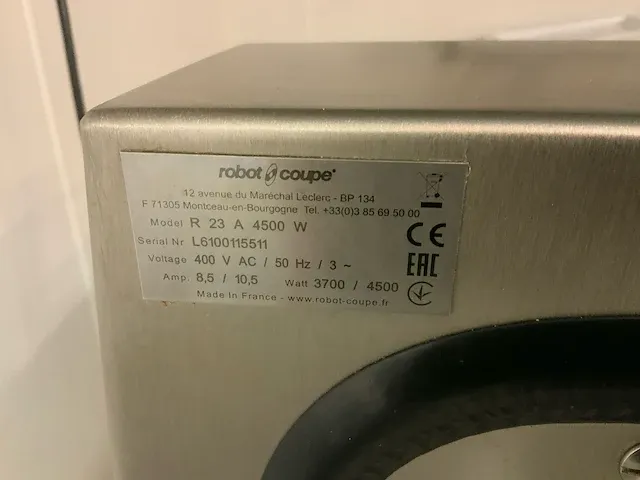 robot coupe®
12 avenue du Maréchal Leclerc - BP 134
F 71305 Montceau-en-Bourgogne Tel. +33(0)3 85 69 50 00
Model R 23 A 4500 W
Serial Nr L6100115511
Voltage 400 V AC / 50 Hz / 3 ~
Amp. 8,5 / 10,5 Watt 3700 / 4500
Made In France - www.robot-coupe.fr
CE
EAC